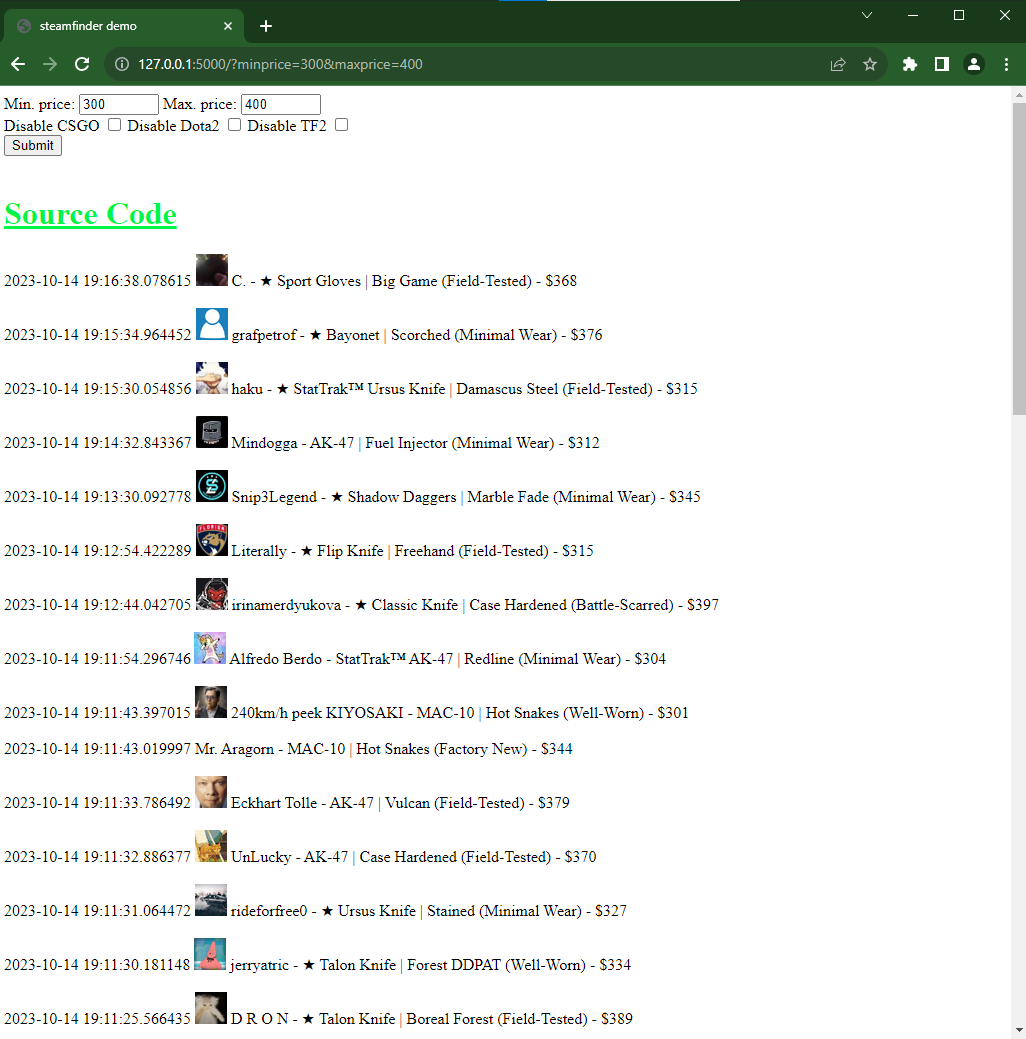 steamfinder demo
127.0.0.1:5000/?minprice=300&maxprice=400
Min. price: 300 Max. price: 400
Disable CSGO Disable Dota2 Disable TF2
Submit
Source Code
2023-10-14 19:16:38.078615 C. - ★ Sport Gloves | Big Game (Field-Tested) - $368
2023-10-14 19:15:34.964452 grafpetrof - ★ Bayonet | Scorched (Minimal Wear) - $376
2023-10-14 19:15:30.054856 haku - ★ StatTrak™ Ursus Knife | Damascus Steel (Field-Tested) - $315
2023-10-14 19:14:32.843367 Mindogga - AK-47 | Fuel Injector (Minimal Wear) - $312
2023-10-14 19:13:30.092778 Snip3Legend - ★ Shadow Daggers | Marble Fade (Minimal Wear) - $345
FLORIDA
2023-10-14 19:12:54.422289 Literally - ★ Flip Knife | Freehand (Field-Tested) - $315
2023-10-14 19:12:44.042705 irinamerdyukova - ★ Classic Knife | Case Hardened (Battle-Scarred) - $397
2023-10-14 19:11:54.296746 Alfredo Berdo - StatTrak™ AK-47 | Redline (Minimal Wear) - $304
2023-10-14 19:11:43.397015 240km/h peek KIYOSAKI - MAC-10 | Hot Snakes (Well-Worn) - $301
2023-10-14 19:11:43.019997 Mr. Aragorn - MAC-10 | Hot Snakes (Factory New) - $344
2023-10-14 19:11:33.786492 Eckhart Tolle - AK-47 | Vulcan (Field-Tested) - $379
2023-10-14 19:11:32.886377 UnLucky - AK-47 | Case Hardened (Field-Tested) - $370
2023-10-14 19:11:31.064472 rideforfree0 - ★ Ursus Knife | Stained (Minimal Wear) - $327
2023-10-14 19:11:30.181148 jerryatric - ★ Talon Knife | Forest DDPAT (Well-Worn) - $334
2023-10-14 19:11:25.566435 D R O N - ★ Talon Knife | Boreal Forest (Field-Tested) - $389